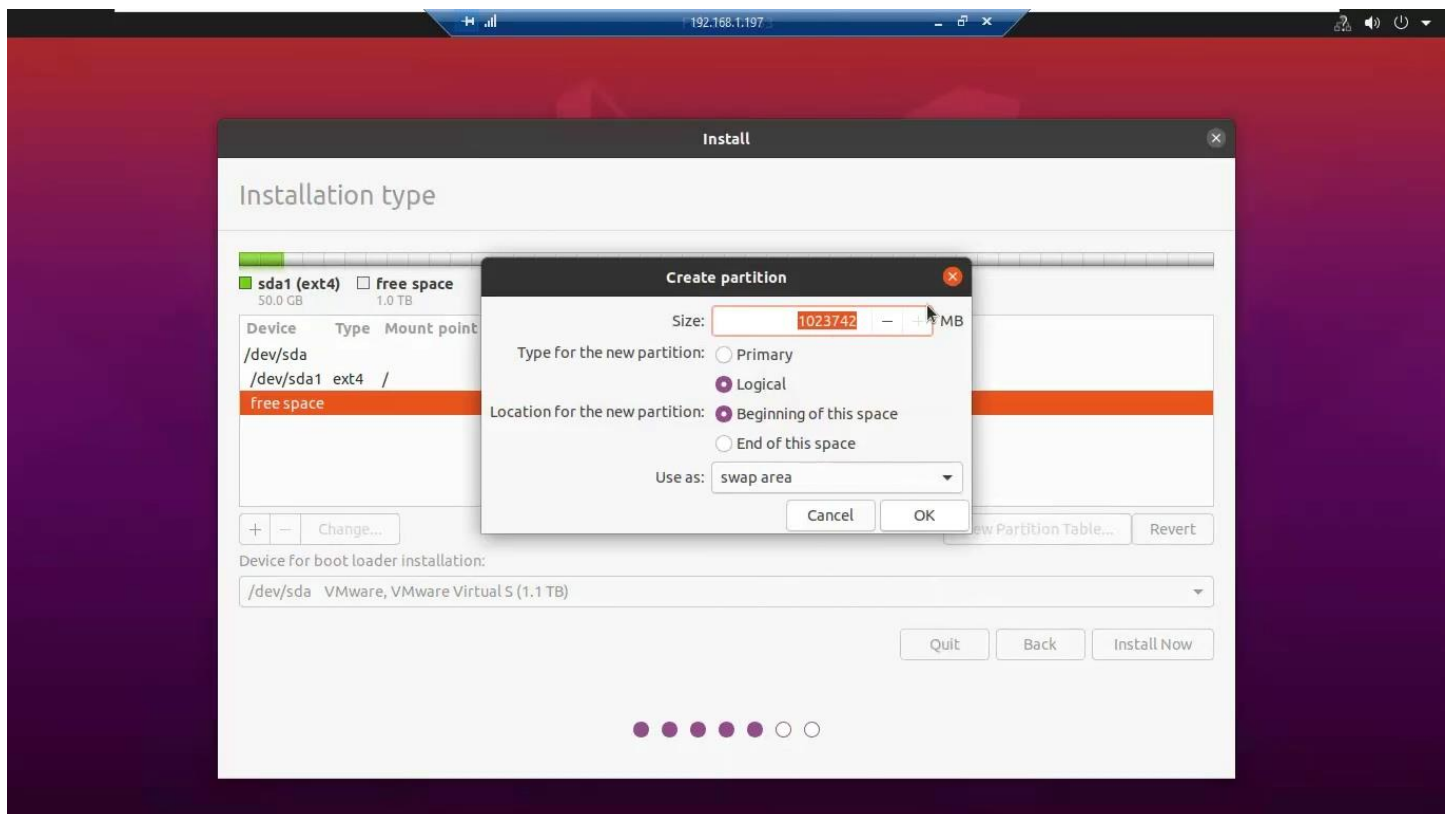 192.168.1.197
Install
Installation type
sda1 (ext4) free space
50.0 GB 1.0 TB
Device Type Mount point
/dev/sda
/dev/sda1 ext4 /
free space
Create partition
Size: 1023742 − + MB
Type for the new partition: Primary
Logical
Location for the new partition: Beginning of this space
End of this space
Use as: swap area
Cancel OK
+ − Change... ew Partition Table... Revert
Device for boot loader installation:
/dev/sda VMware, VMware Virtual S (1.1 TB)
Quit Back Install Now